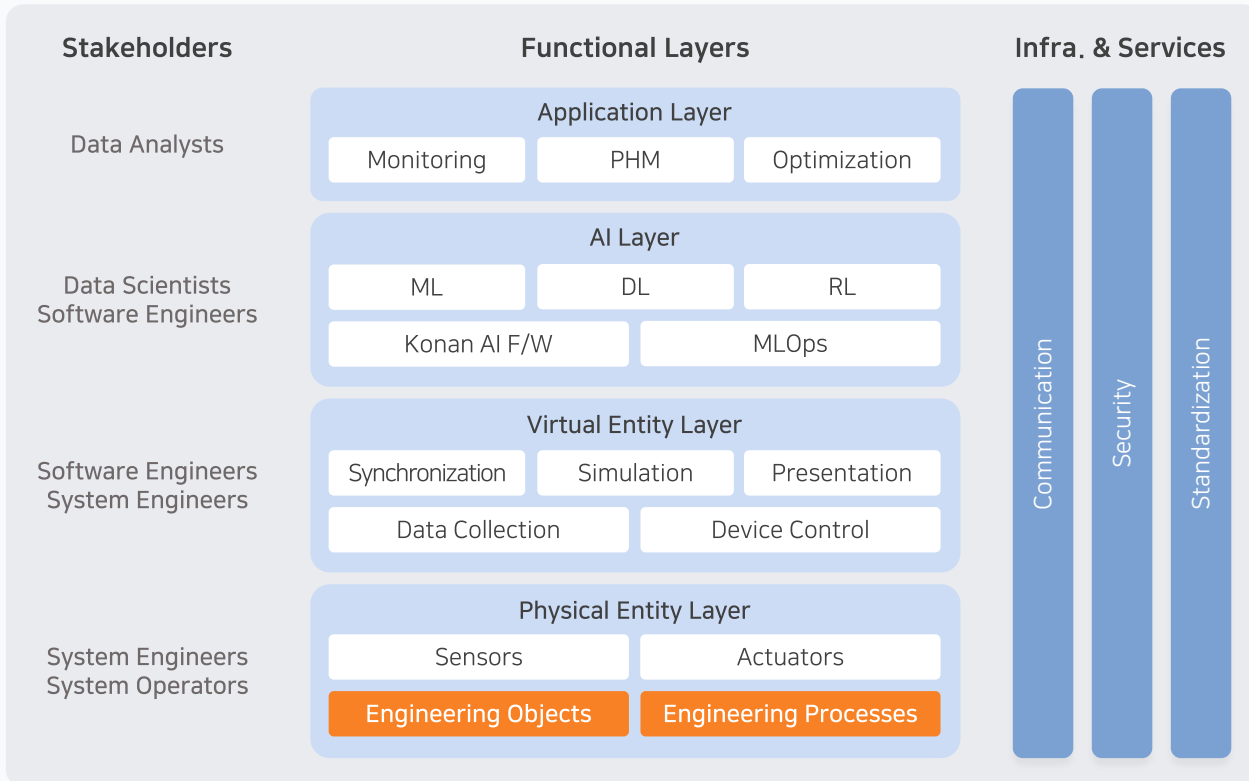 Stakeholders
Functional Layers
Infra. & Services
Data Analysts
Application Layer
Monitoring
PHM
Optimization
Data Scientists
Software Engineers
AI Layer
ML
DL
RL
Konan AI F/W
MLOps
Software Engineers
System Engineers
Virtual Entity Layer
Synchronization
Simulation
Presentation
Data Collection
Device Control
System Engineers
System Operators
Physical Entity Layer
Sensors
Actuators
Engineering Objects
Engineering Processes
Communication
Security
Standardization